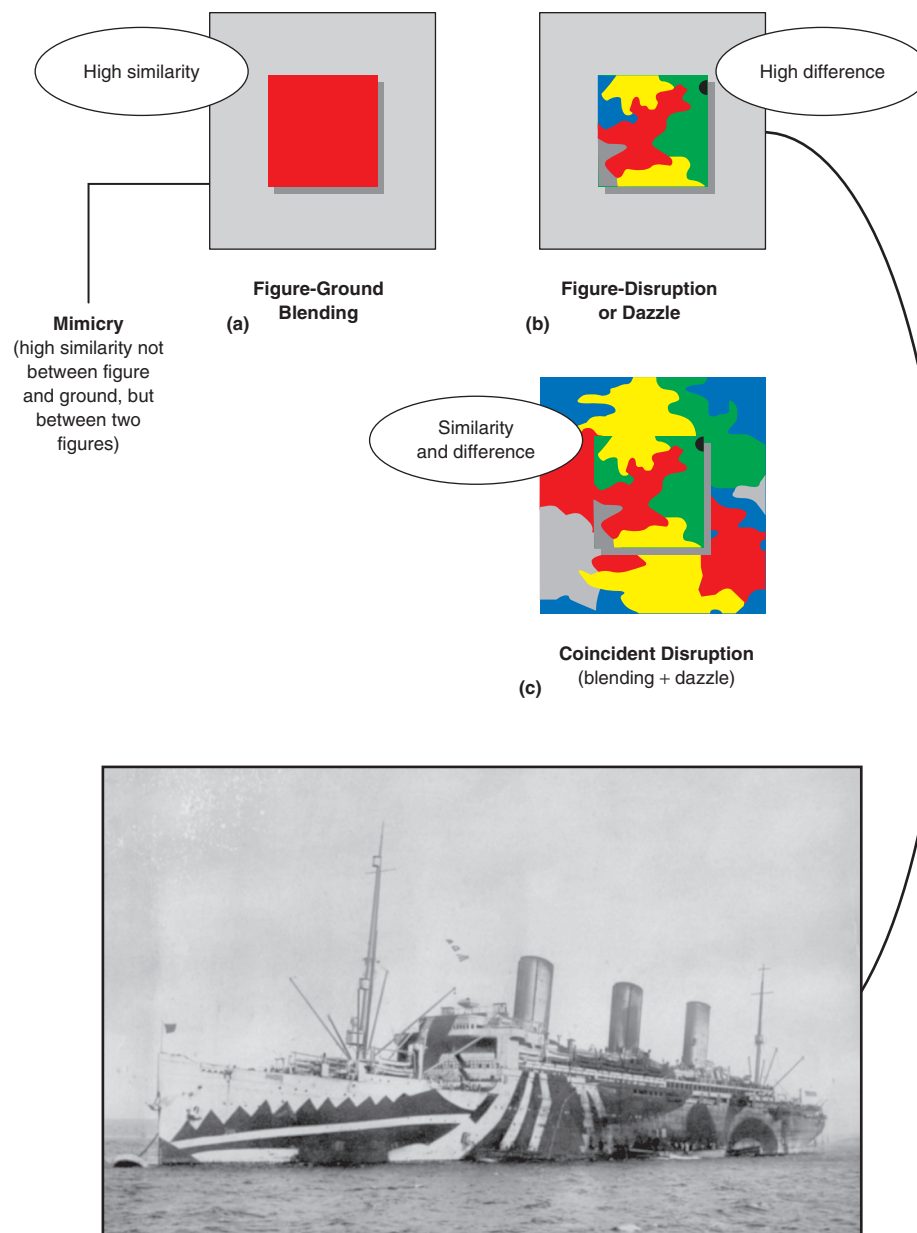 High similarity
High difference
Figure-Ground
Blending
(a)
Figure-Disruption
or Dazzle
(b)
Mimicry
(high similarity not
between figure
and ground, but
between two
figures)
Similarity
and difference
Coincident Disruption
(blending + dazzle)
(c)